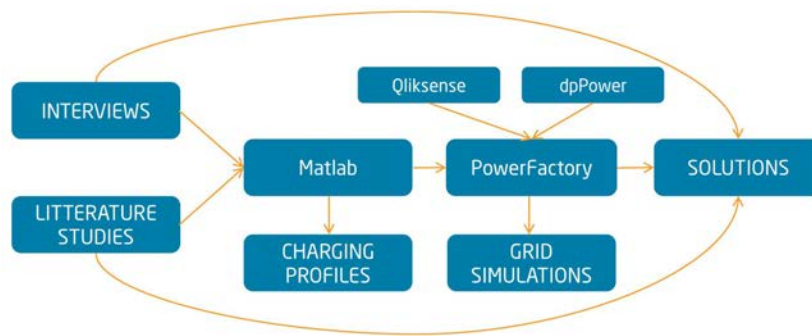 Qliksense
dpPower
INTERVIEWS
Matlab
PowerFactory
SOLUTIONS
LITTERATURE
STUDIES
CHARGING
PROFILES
GRID
SIMULATIONS